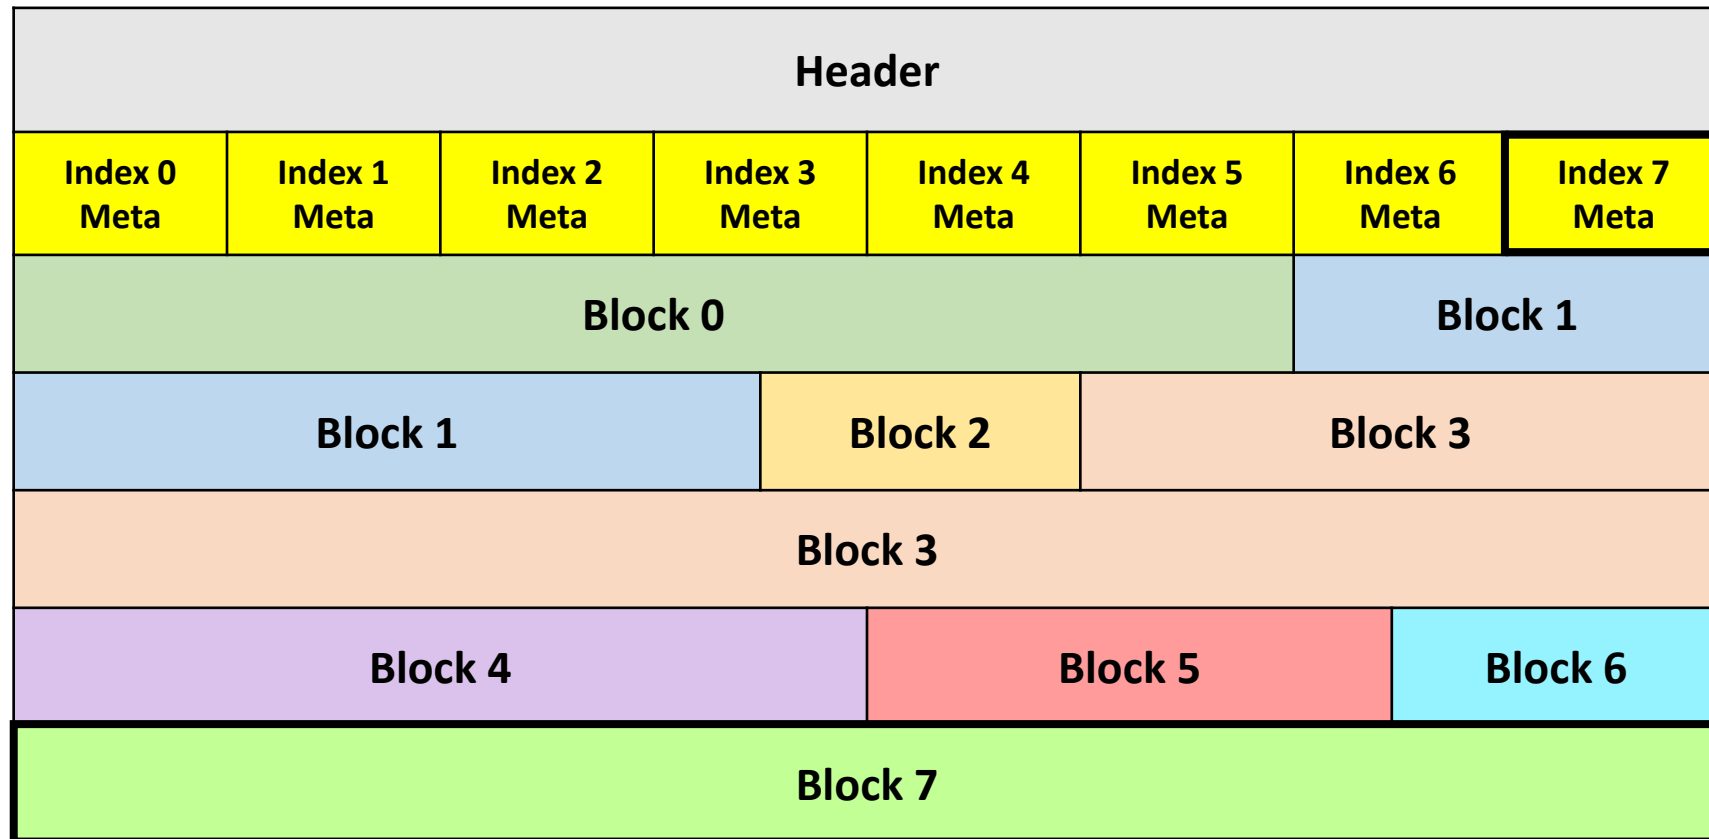 Header
Index 0
Meta
Index 1
Meta
Index 2
Meta
Index 3
Meta
Index 4
Meta
Index 5
Meta
Index 6
Meta
Index 7
Meta
Block 0
Block 1
Block 1
Block 2
Block 3
Block 3
Block 4
Block 5
Block 6
Block 7